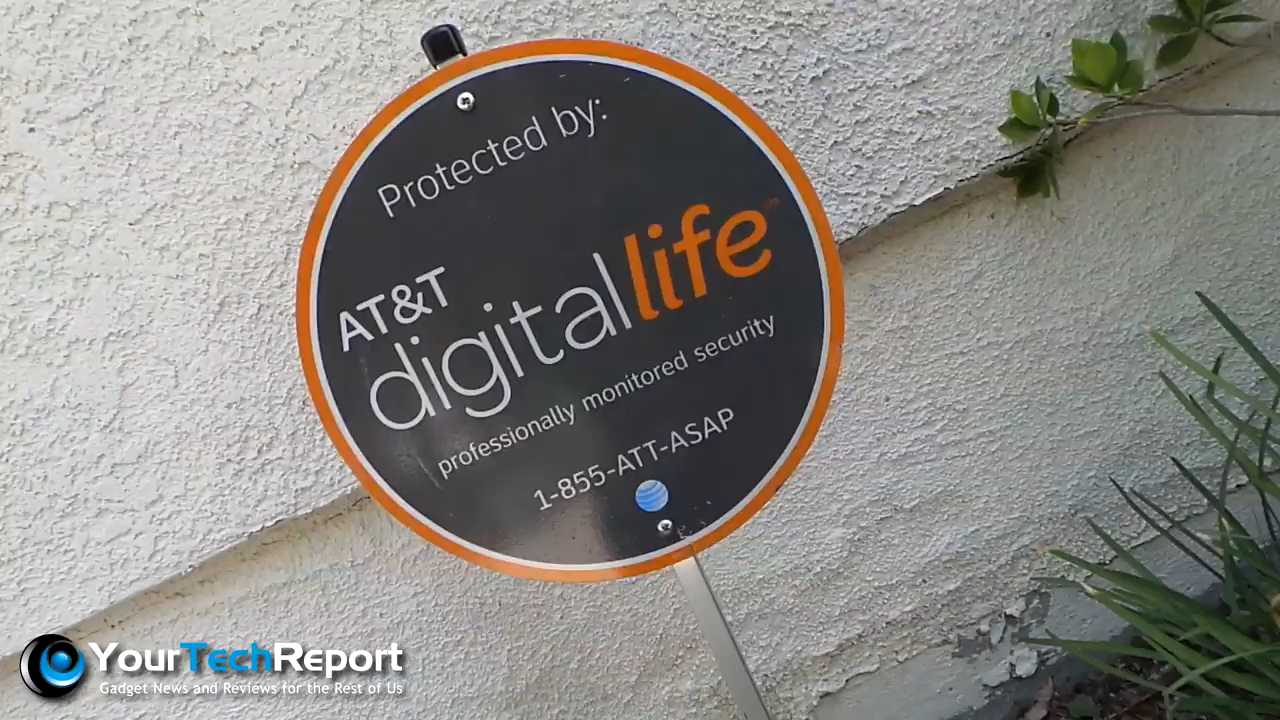 Protected by:
AT&T
digitallife™
professionally monitored security
1-855-ATT-ASAP
YourTechReport
Gadget News and Reviews for the Rest of Us